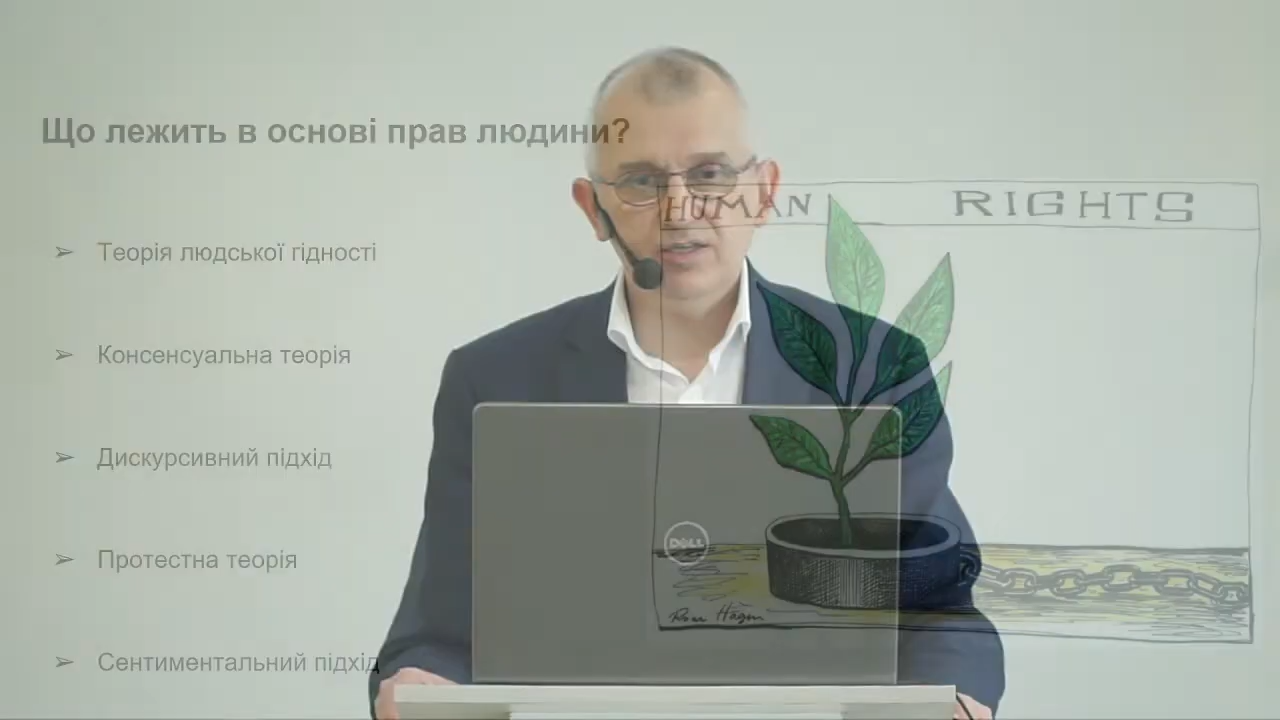 Що лежить в основі прав людини?
HUMAN RIGHTS
➢ Теорія людської гідності
➢ Консенсуальна теорія
➢ Дискурсивний підхід
➢ Протестна теорія
➢ Сентиментальний підхід
DELL